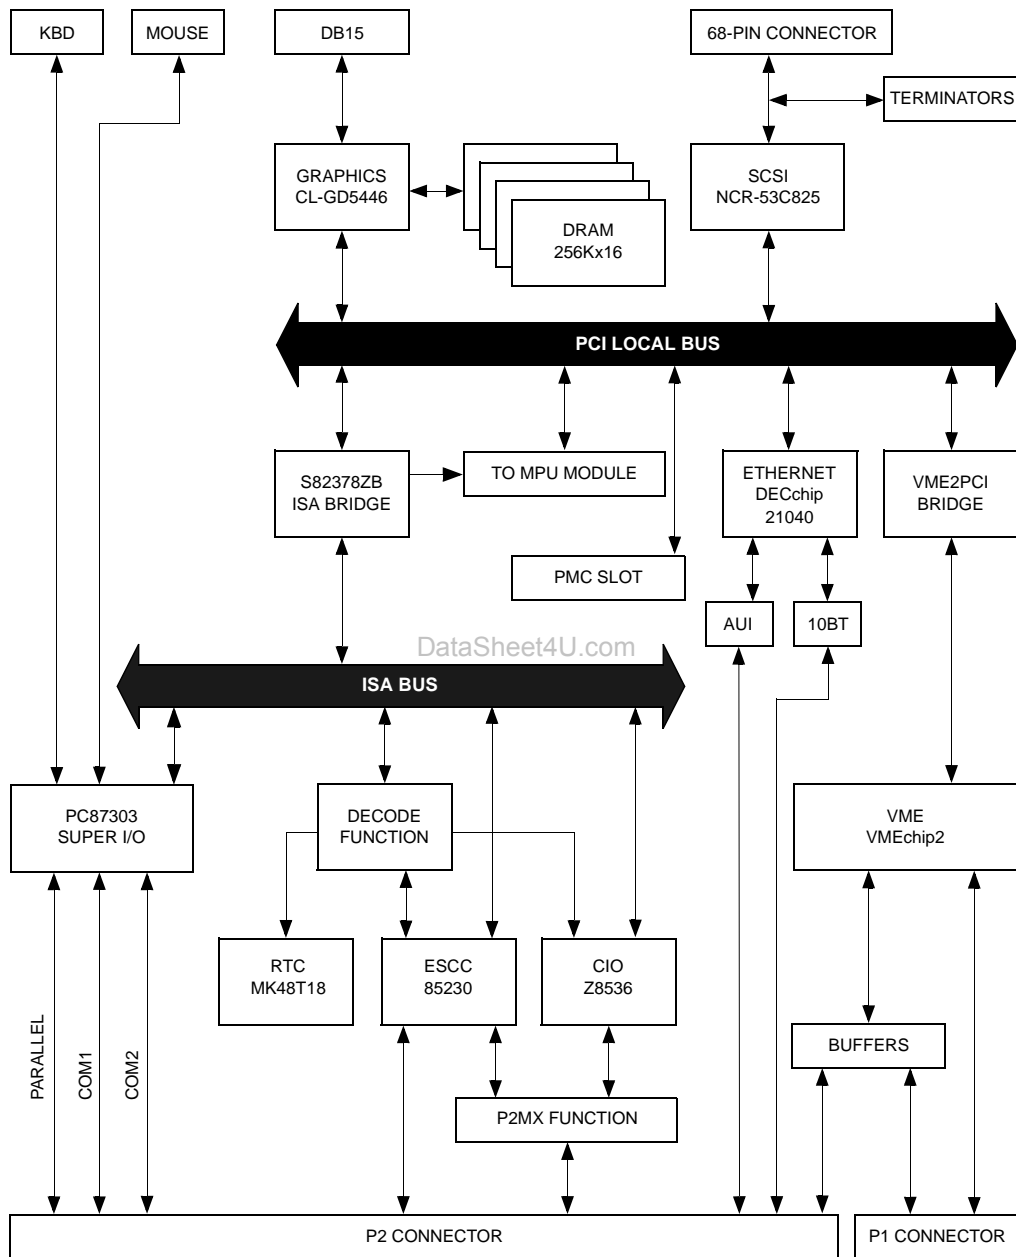 KBD
MOUSE
DB15
68-PIN CONNECTOR
TERMINATORS
GRAPHICS
CL-GD5446
DRAM
256Kx16
SCSI
NCR-53C825
PCI LOCAL BUS
S82378ZB
ISA BRIDGE
TO MPU MODULE
ETHERNET
DECchip
21040
VME2PCI
BRIDGE
PMC SLOT
AUI
10BT
DataSheet4U.com
ISA BUS
PC87303
SUPER I/O
DECODE
FUNCTION
VME
VMEchip2
RTC
MK48T18
ESCC
85230
CIO
Z8536
PARALLEL
COM1
COM2
BUFFERS
P2MX FUNCTION
P2 CONNECTOR
P1 CONNECTOR